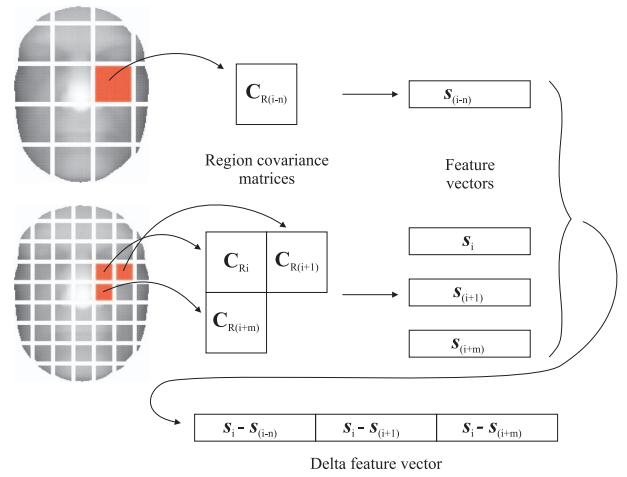 C_R(i-n)
s_(i-n)
Region covariance
matrices
Feature
vectors
C_Ri
C_R(i+1)
C_R(i+m)
s_i
s_(i+1)
s_(i+m)
s_i - s_(i-n) s_i - s_(i+1) s_i - s_(i+m)
Delta feature vector